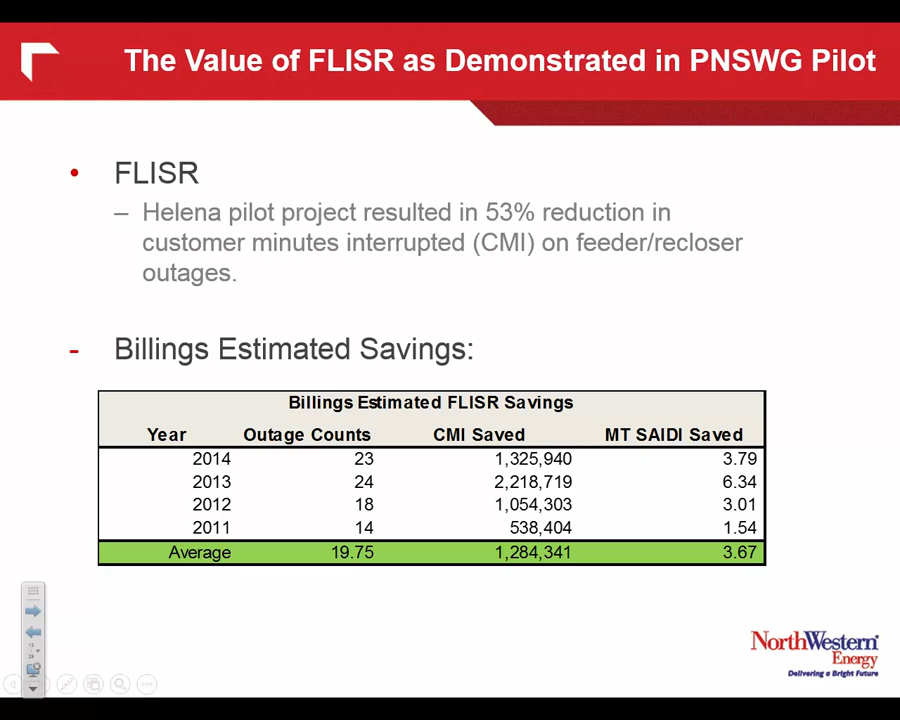 The Value of FLISR as Demonstrated in PNSWG Pilot
• FLISR
– Helena pilot project resulted in 53% reduction in
customer minutes interrupted (CMI) on feeder/recloser
outages.
- Billings Estimated Savings:
Billings Estimated FLISR Savings
Year Outage Counts CMI Saved MT SAIDI Saved
2014 23 1,325,940 3.79
2013 24 2,218,719 6.34
2012 18 1,054,303 3.01
2011 14 538,404 1.54
Average 19.75 1,284,341 3.67
NorthWestern
Energy
Delivering a Bright Future